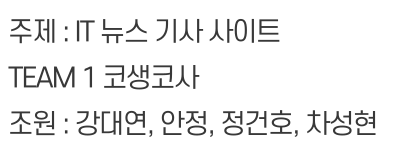 주제 : IT 뉴스 기사 사이트
TEAM 1 코생코사
조원 : 강대연, 안정, 정건호, 차성현